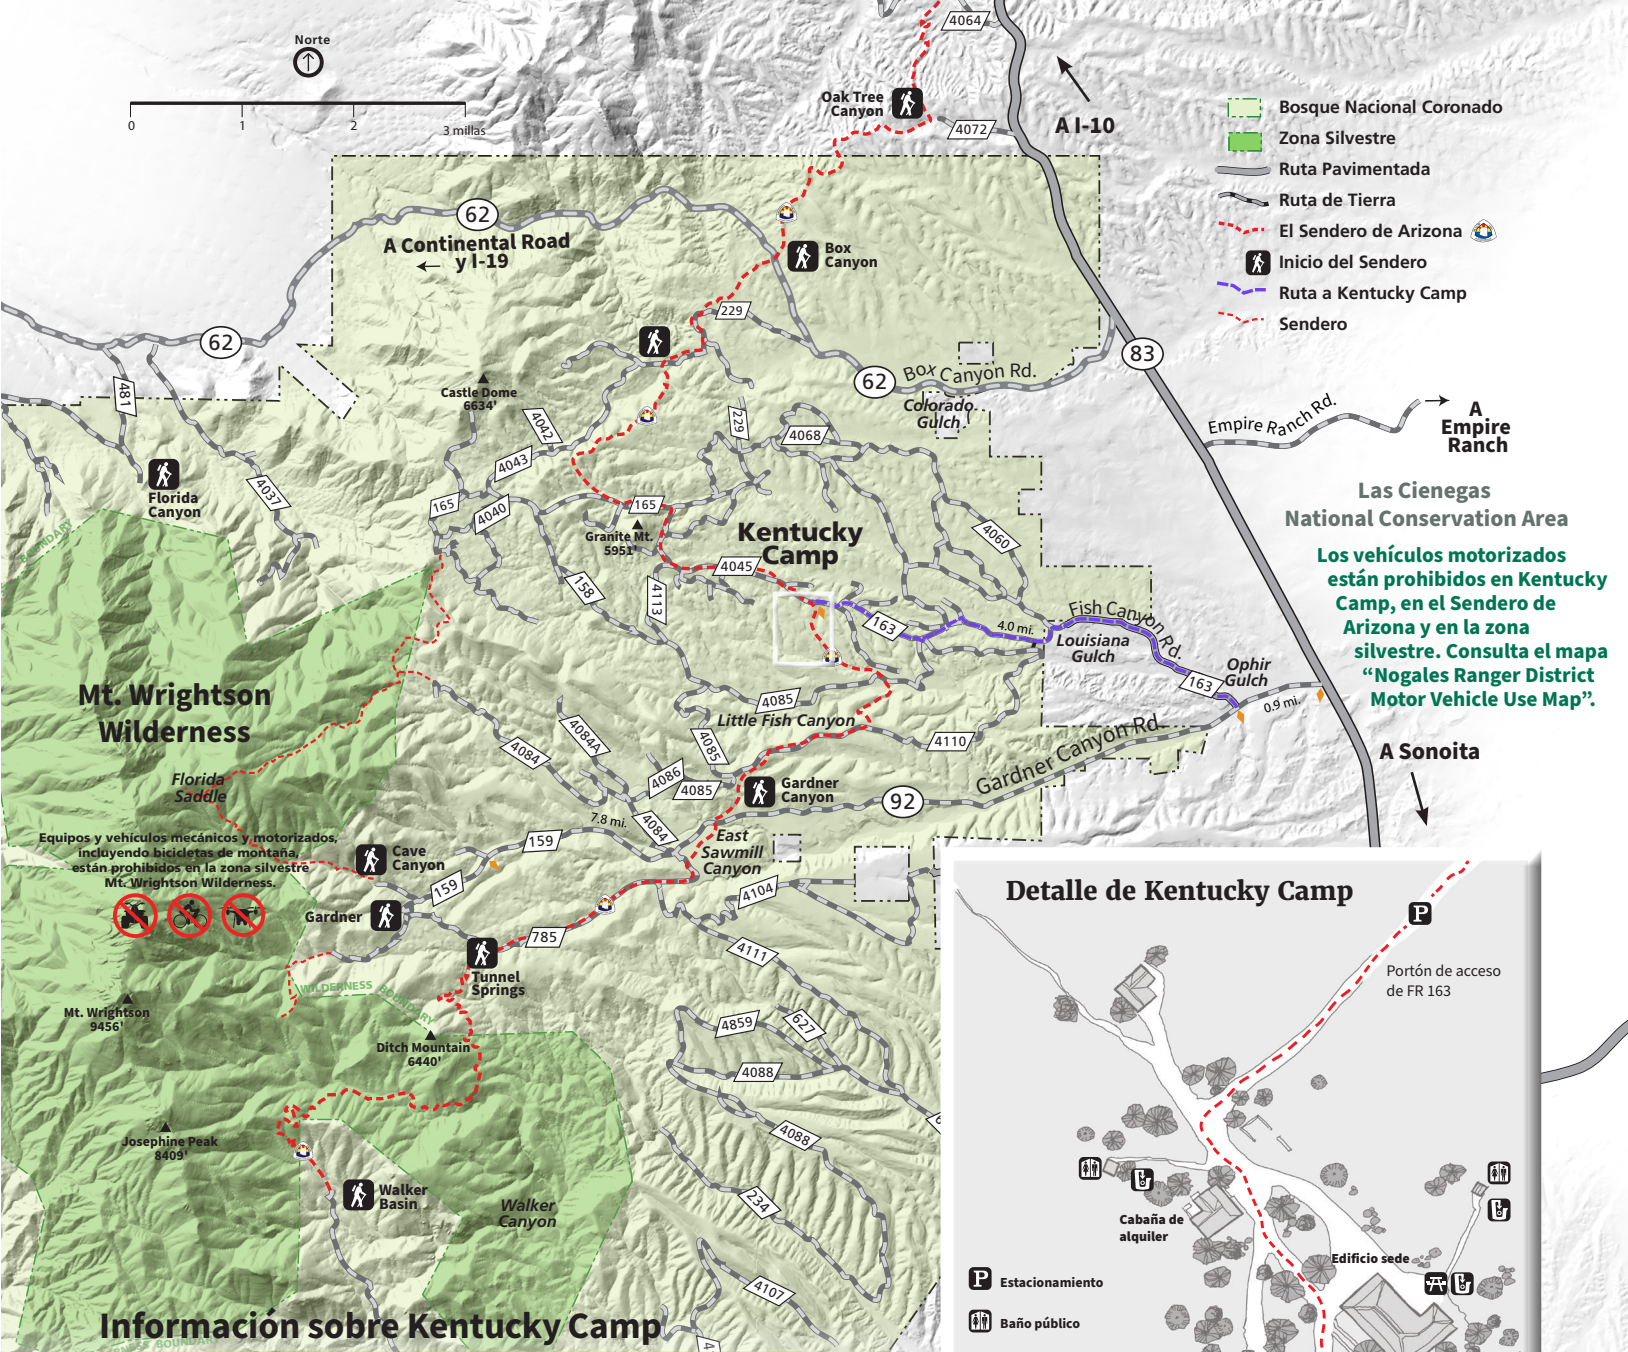 Norte
0 1 2 3 millas
4064
Oak Tree
Canyon
4072
A I-10
Bosque Nacional Coronado
Zona Silvestre
Ruta Pavimentada
Ruta de Tierra
El Sendero de Arizona
Inicio del Sendero
Ruta a Kentucky Camp
Sendero
62
A Continental Road
y I-19
Box
Canyon
229
62
83
62
Box Canyon Rd.
Colorado
Gulch
Empire Ranch Rd.
A
Empire
Ranch
481
Castle Dome
6634'
4042
229
4068
4043
Florida
Canyon
4037
165
4040
165
Granite Mt.
5951'
Kentucky
Camp
4060
Las Cienegas
National Conservation Area
Los vehículos motorizados
están prohibidos en Kentucky
Camp, en el Sendero de
Arizona y en la zona
silvestre. Consulta el mapa
“Nogales Ranger District
Motor Vehicle Use Map”.
BOUNDARY
4045
158
4113
163
4.0 mi.
Fish Canyon Rd.
Louisiana
Gulch
Ophir
Gulch
163
0.9 mi.
Mt. Wrightson
Wilderness
4085
Little Fish Canyon
4084A
4084
4085
4110
Gardner Canyon Rd.
A Sonoita
Florida
Saddle
4086
4085
Gardner
Canyon
92
7.8 mi.
4084
159
East
Sawmill
Canyon
Equipos y vehículos mecánicos y motorizados,
incluyendo bicicletas de montaña,
están prohibidos en la zona silvestre
Mt. Wrightson Wilderness.
Cave
Canyon
159
4104
Gardner
785
4111
Tunnel
Springs
WILDERNESS BOUNDARY
Mt. Wrightson
9456'
Ditch Mountain
6440'
4859
627
4088
Josephine Peak
8409'
4088
Walker
Basin
Walker
Canyon
234
4107
Información sobre Kentucky Camp
BOUNDARY
Detalle de Kentucky Camp
P
Portón de acceso
de FR 163
Cabaña de
alquiler
Edificio sede
P Estacionamiento
Baño público